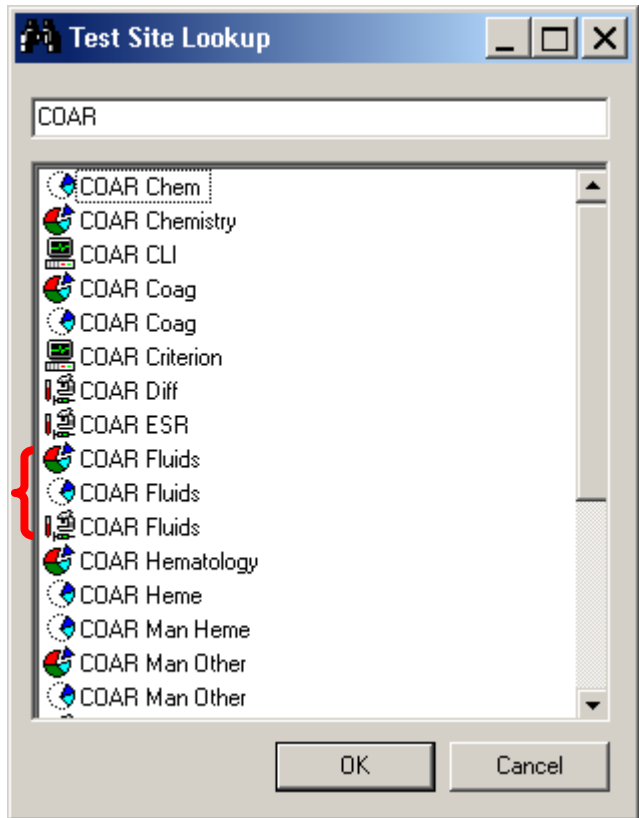 Test Site Lookup
COAR
COAR Chem
COAR Chemistry
COAR CLI
COAR Coag
COAR Coag
COAR Criterion
COAR Diff
COAR ESR
COAR Fluids
COAR Fluids
COAR Fluids
COAR Hematology
COAR Heme
COAR Man Heme
COAR Man Other
COAR Man Other
OK Cancel